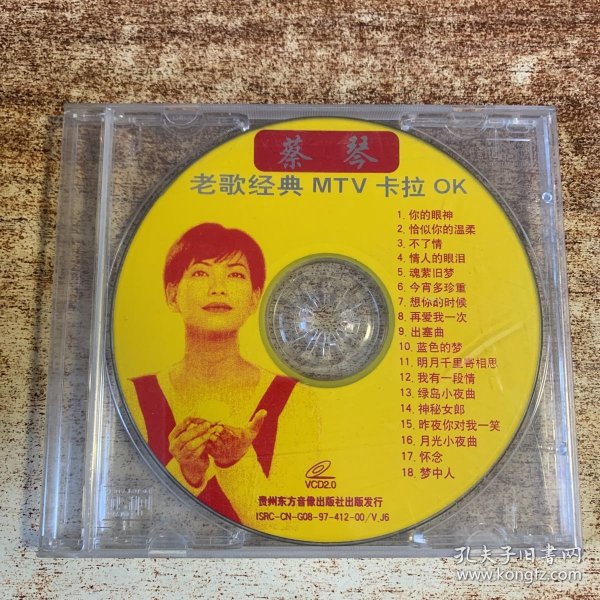 蔡琴
老歌经典 MTV 卡拉 OK
1. 你的眼神
2. 恰似你的温柔
3. 不了情
4. 情人的眼泪
5. 魂萦旧梦
6. 今宵多珍重
7. 想你的时候
8. 再爱我一次
9. 出塞曲
10. 蓝色的梦
11. 明月千里寄相思
12. 我有一段情
13. 绿岛小夜曲
14. 神秘女郎
15. 昨夜你对我一笑
16. 月光小夜曲
17. 怀念
18. 梦中人
VCD2.0
贵州东方音像出版社出版发行
ISRC-CN-G08-97-412-00/V.J6
孔夫子旧书网
www.kongfz.com